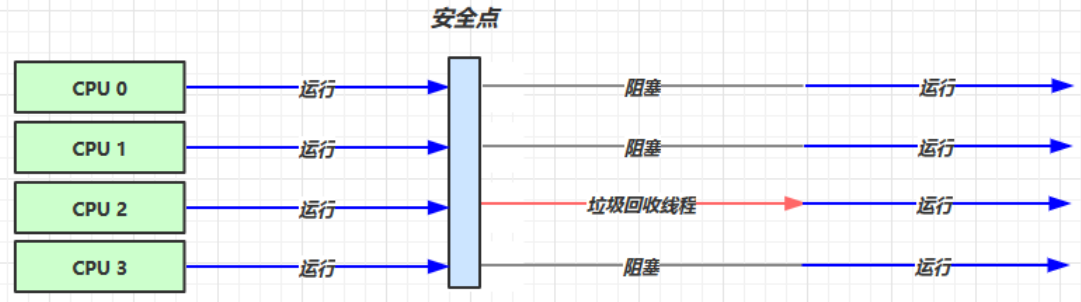 安全点
CPU 0 运行 阻塞 运行
CPU 1 运行 阻塞 运行
CPU 2 运行 垃圾回收线程 运行
CPU 3 运行 阻塞 运行